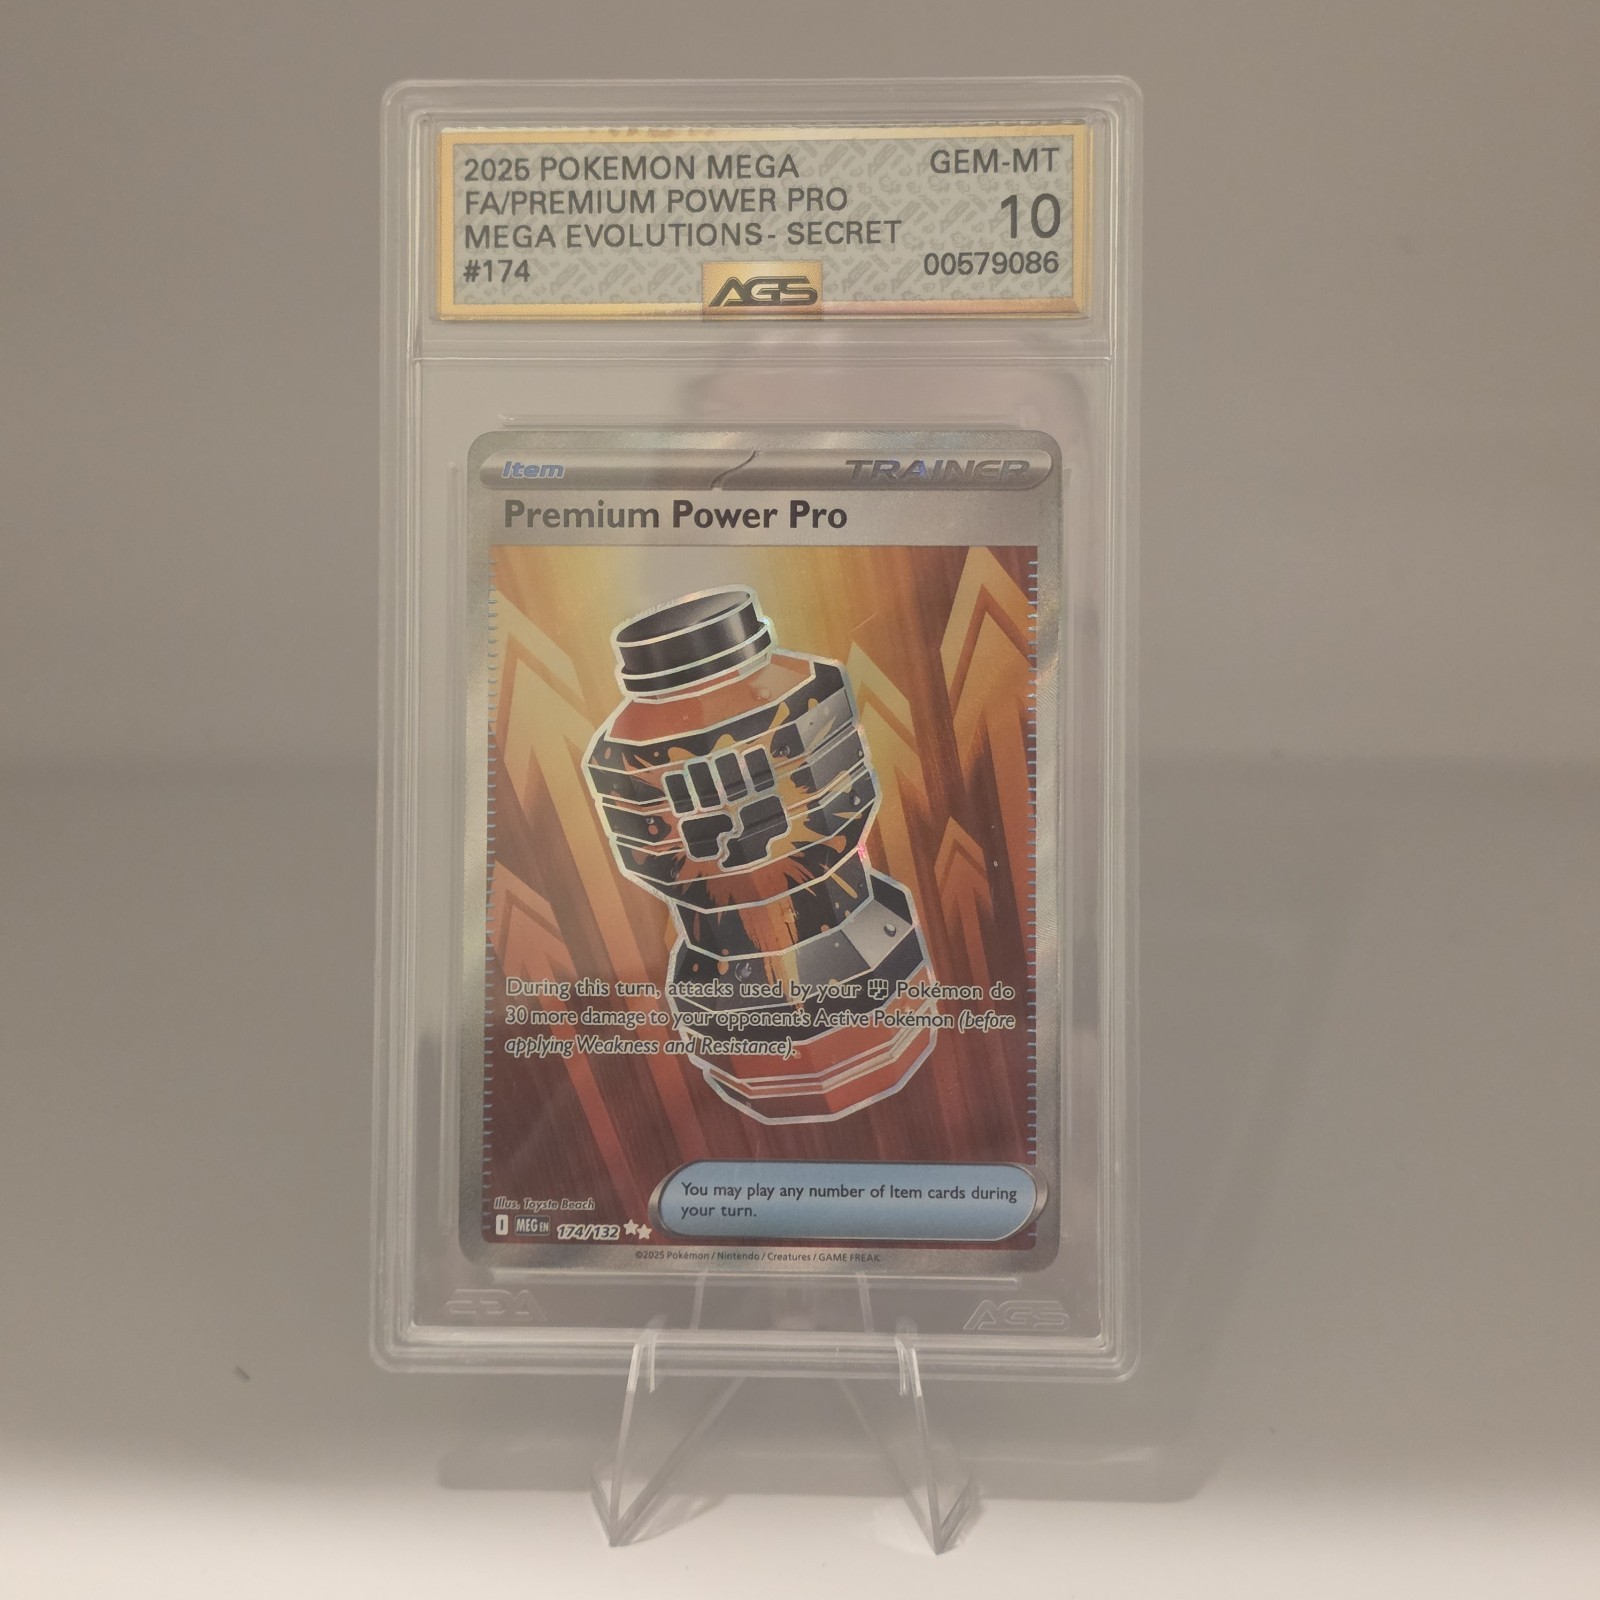 2025 POKEMON MEGA
FA/PREMIUM POWER PRO
MEGA EVOLUTIONS- SECRET
#174
GEM-MT
10
00579086
AGS
Item
TRAINER
Premium Power Pro
During this turn, attacks used by your Pokémon do
30 more damage to your opponent's Active Pokémon (before
applying Weakness and Resistance).
You may play any number of Item cards during
your turn.
Illus. Toyste Beach
I MEG EN 174/132
©2025 Pokémon / Nintendo / Creatures / GAME FREAK
AGS
AGS